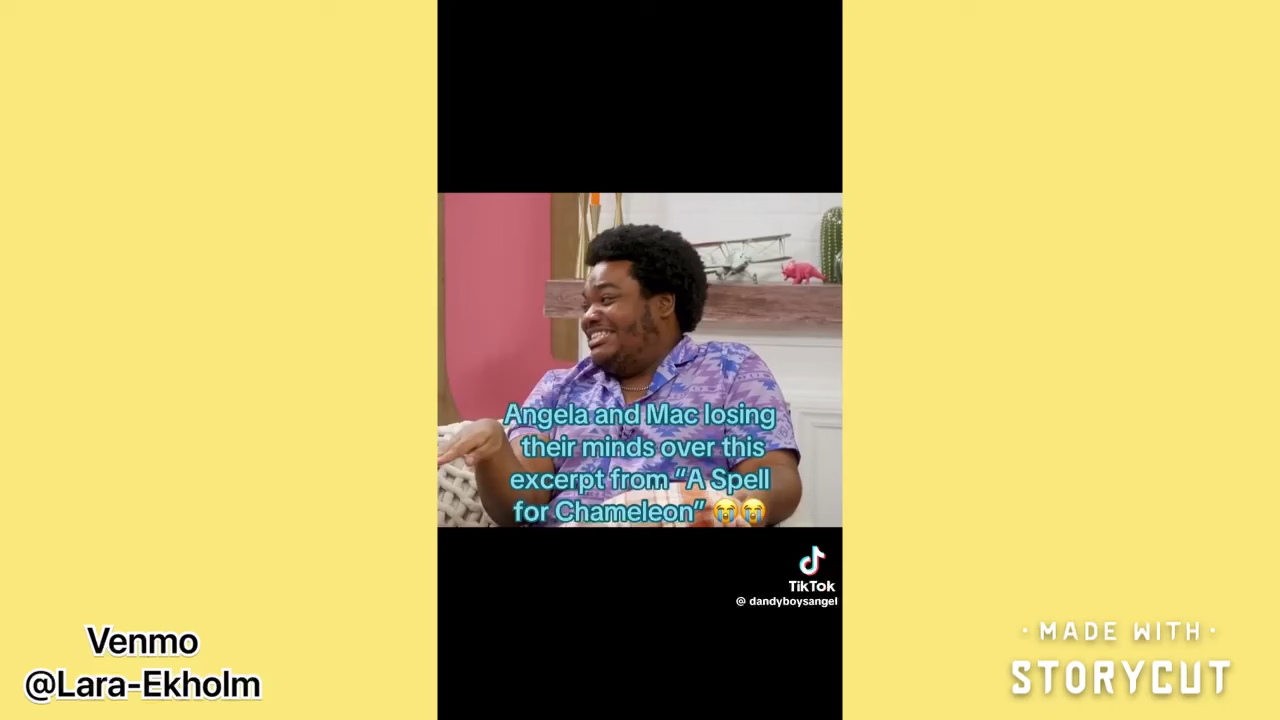 Angela and Mac losing
their minds over this
excerpt from “A Spell
for Chameleon” 😭😭
TikTok
@ dandyboysangel
Venmo
@Lara-Ekholm
· MADE WITH ·
STORYCUT